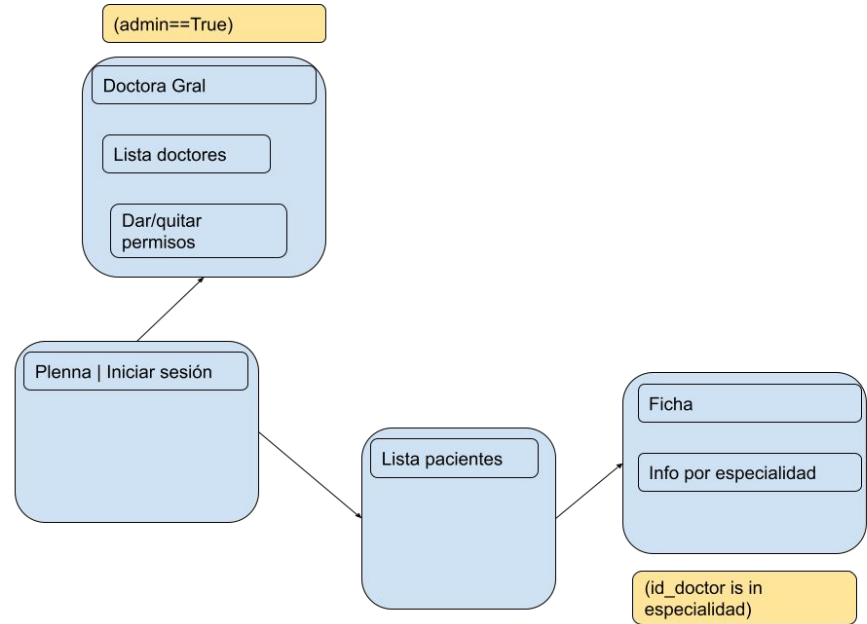 (admin==True)
Doctora Gral
Lista doctores
Dar/quitar
permisos
Plenna | Iniciar sesión
Lista pacientes
Ficha
Info por especialidad
(id_doctor is in
especialidad)